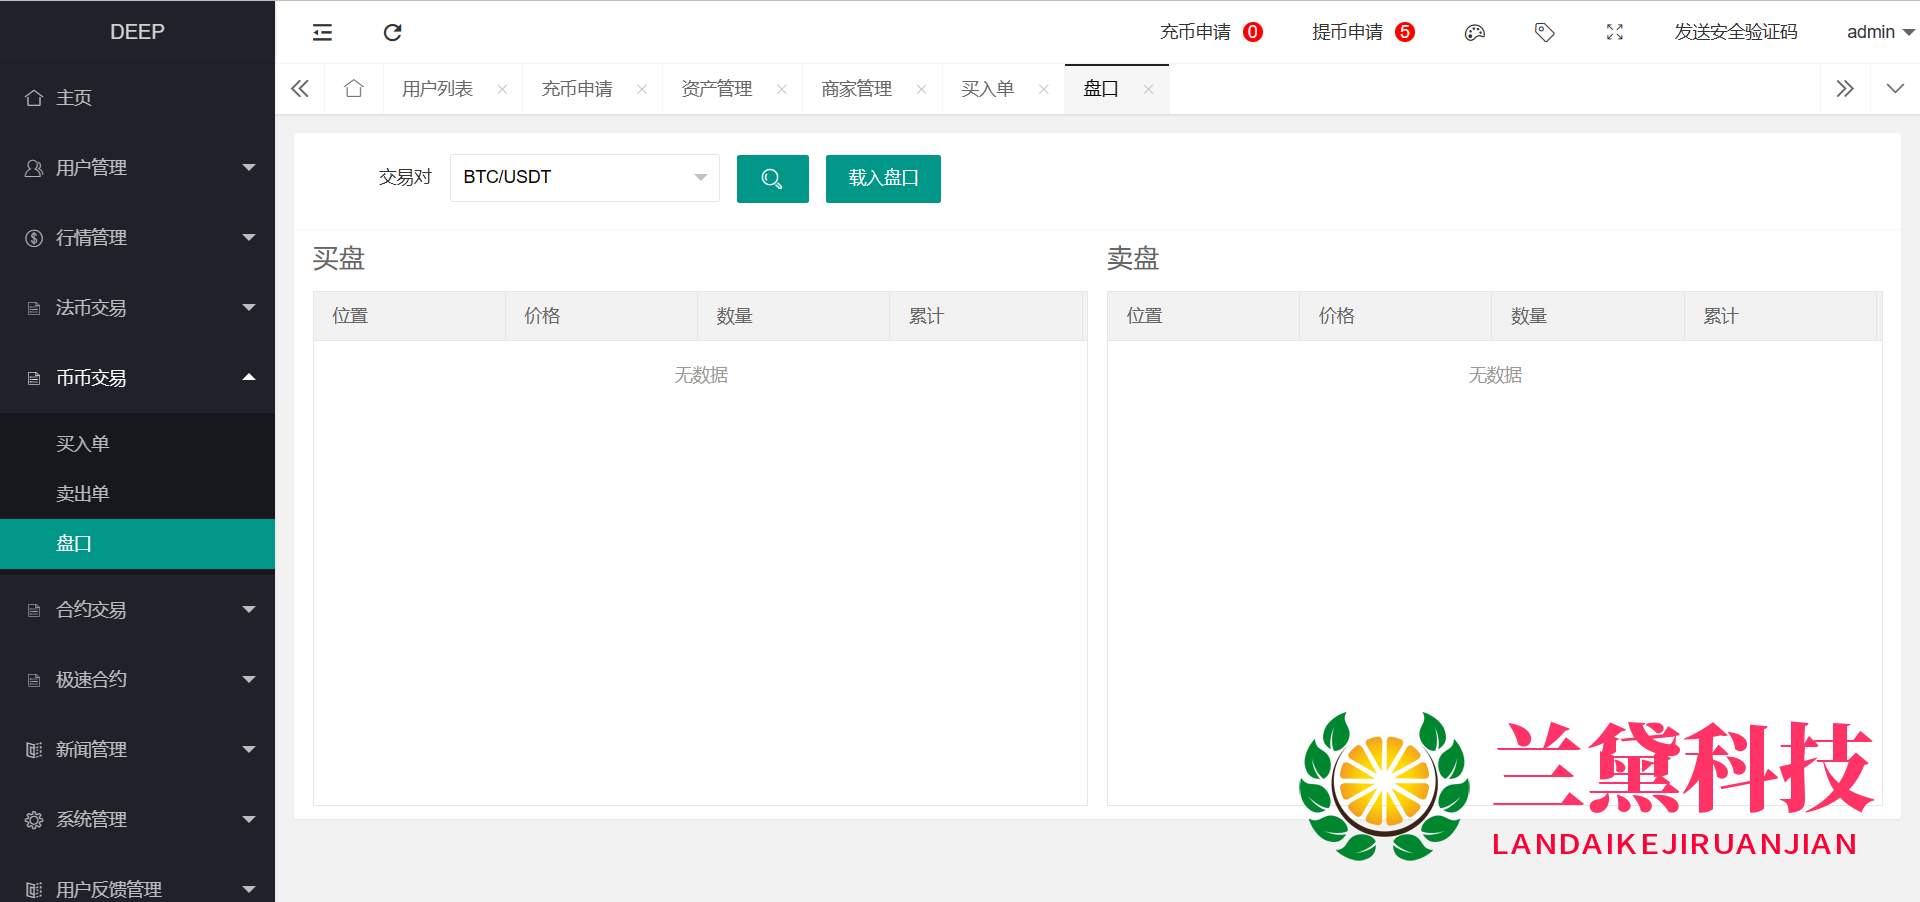 DEEP
充币申请 0
提币申请 5
发送安全验证码
admin
主页
用户管理
行情管理
法币交易
币币交易
买入单
卖出单
盘口
合约交易
极速合约
新闻管理
系统管理
用户反馈管理
用户列表
充币申请
资产管理
商家管理
买入单
盘口
交易对
BTC/USDT
载入盘口
买盘
位置 价格 数量 累计
无数据
卖盘
位置 价格 数量 累计
无数据
兰黛科技
LANDAIKEJIRUANJIAN